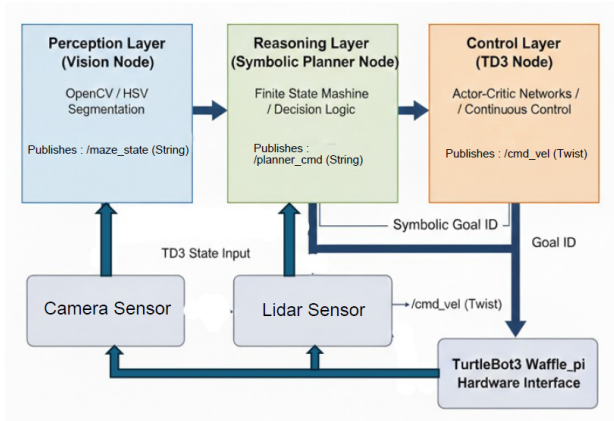 Perception Layer
(Vision Node)
OpenCV / HSV
Segmentation
Publishes : /maze_state (String)
Reasoning Layer
(Symbolic Planner Node)
Finite State Mashine
/ Decision Logic
Publishes :
/planner_cmd (String)
Control Layer
(TD3 Node)
Actor-Critic Networks /
/ Continuous Control
Publishes : /cmd_vel (Twist)
Symbolic Goal ID
Goal ID
TD3 State Input
Camera Sensor
Lidar Sensor
/cmd_vel (Twist)
TurtleBot3 Waffle_pi
Hardware Interface